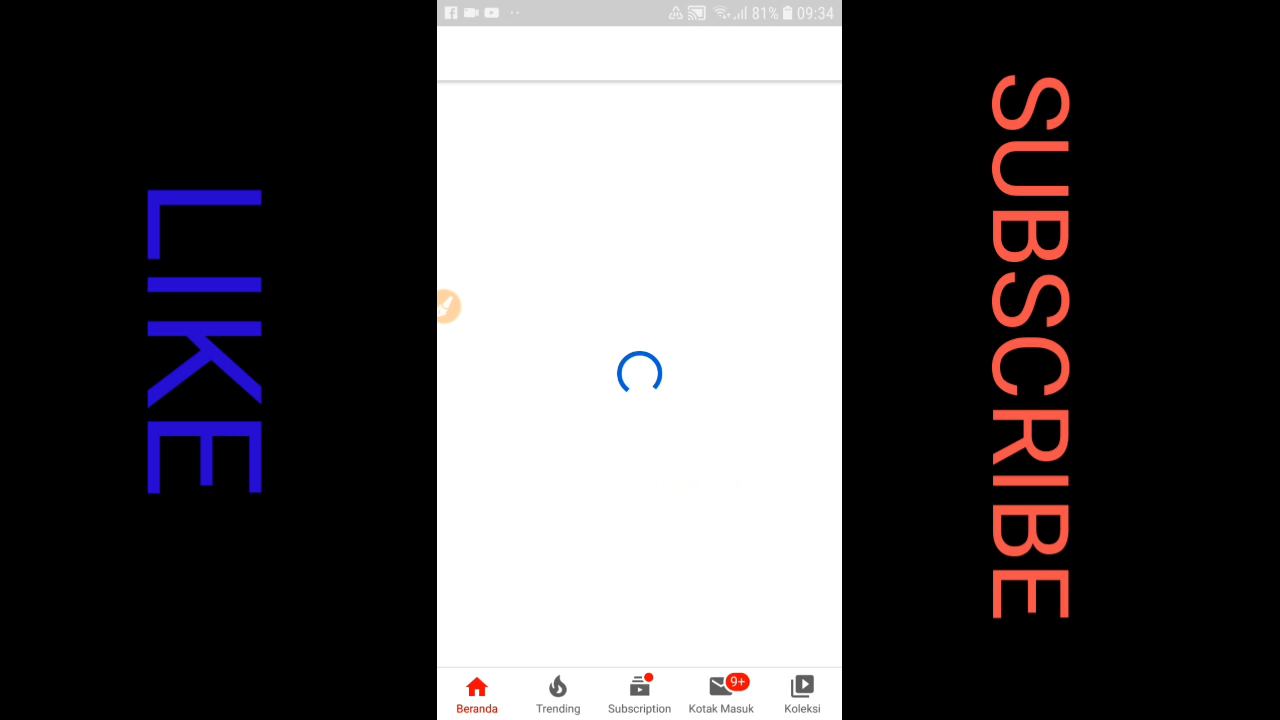 81% 09:34
LIKE
SUBSCRIBE
9+
Beranda Trending Subscription Kotak Masuk Koleksi